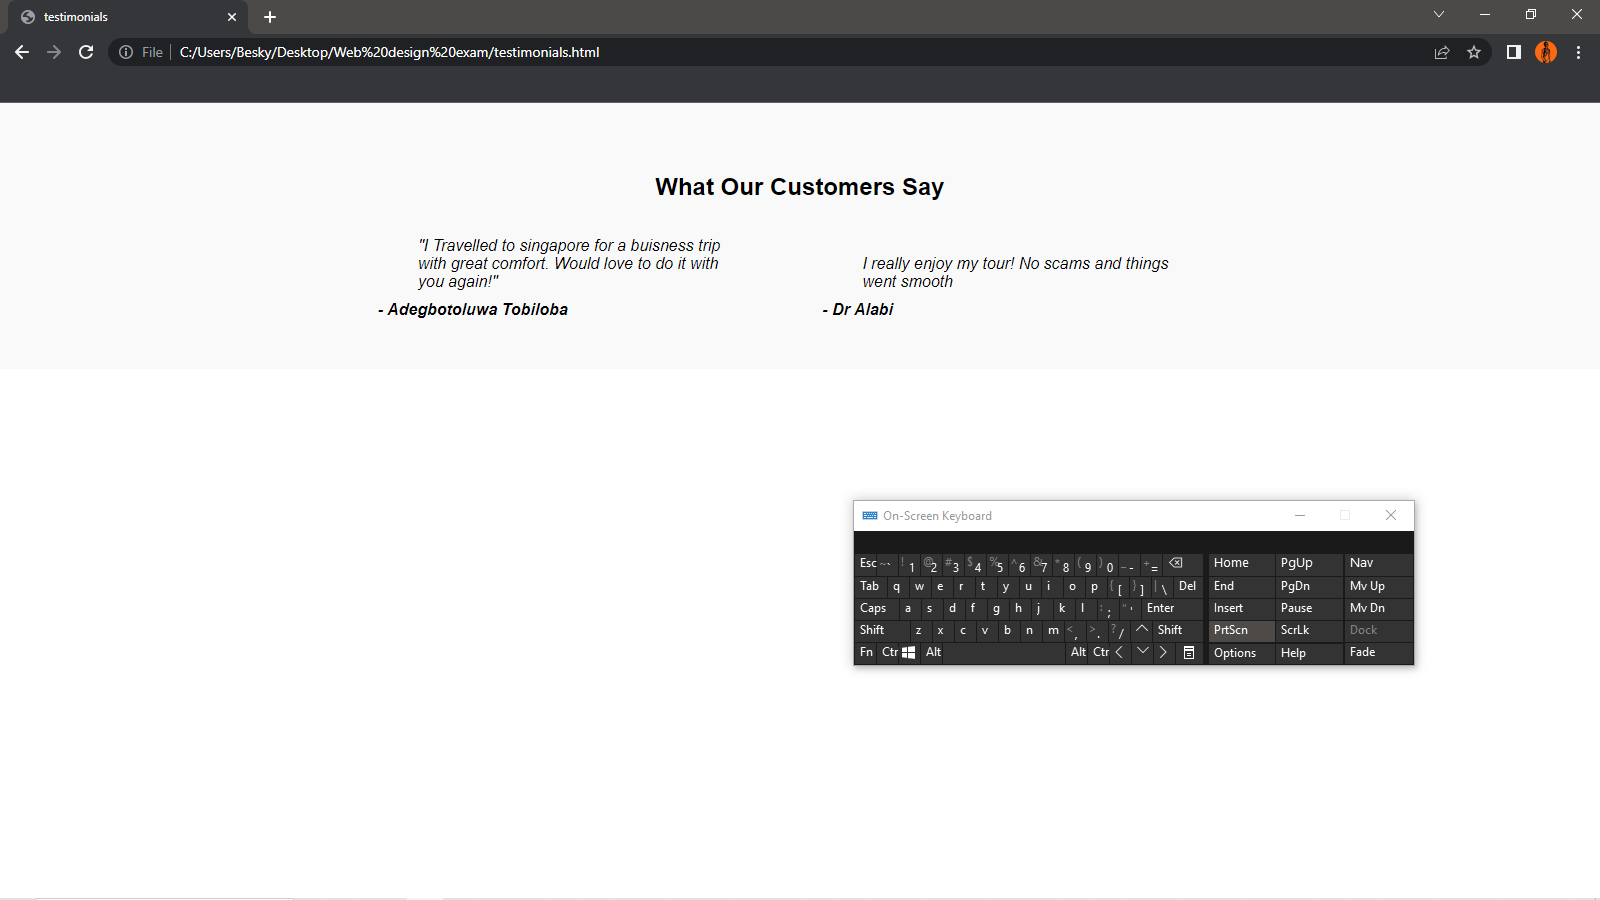 testimonials
File C:/Users/Besky/Desktop/Web%20design%20exam/testimonials.html
What Our Customers Say
"I Travelled to singapore for a buisness trip
with great comfort. Would love to do it with
you again!"
- Adegbotoluwa Tobiloba
I really enjoy my tour! No scams and things
went smooth
- Dr Alabi
On-Screen Keyboard
Esc ~ ` ! 1 @ 2 # 3 $ 4 % 5 ^ 6 & 7 * 8 ( 9 ) 0 _ - + = Home PgUp Nav
Tab q w e r t y u i o p { [ } ] | \ Del End PgDn Mv Up
Caps a s d f g h j k l : ; " ' Enter Insert Pause Mv Dn
Shift z x c v b n m < , > . ? / Shift PrtScn ScrLk Dock
Fn Ctr Alt Alt Ctr Options Help Fade